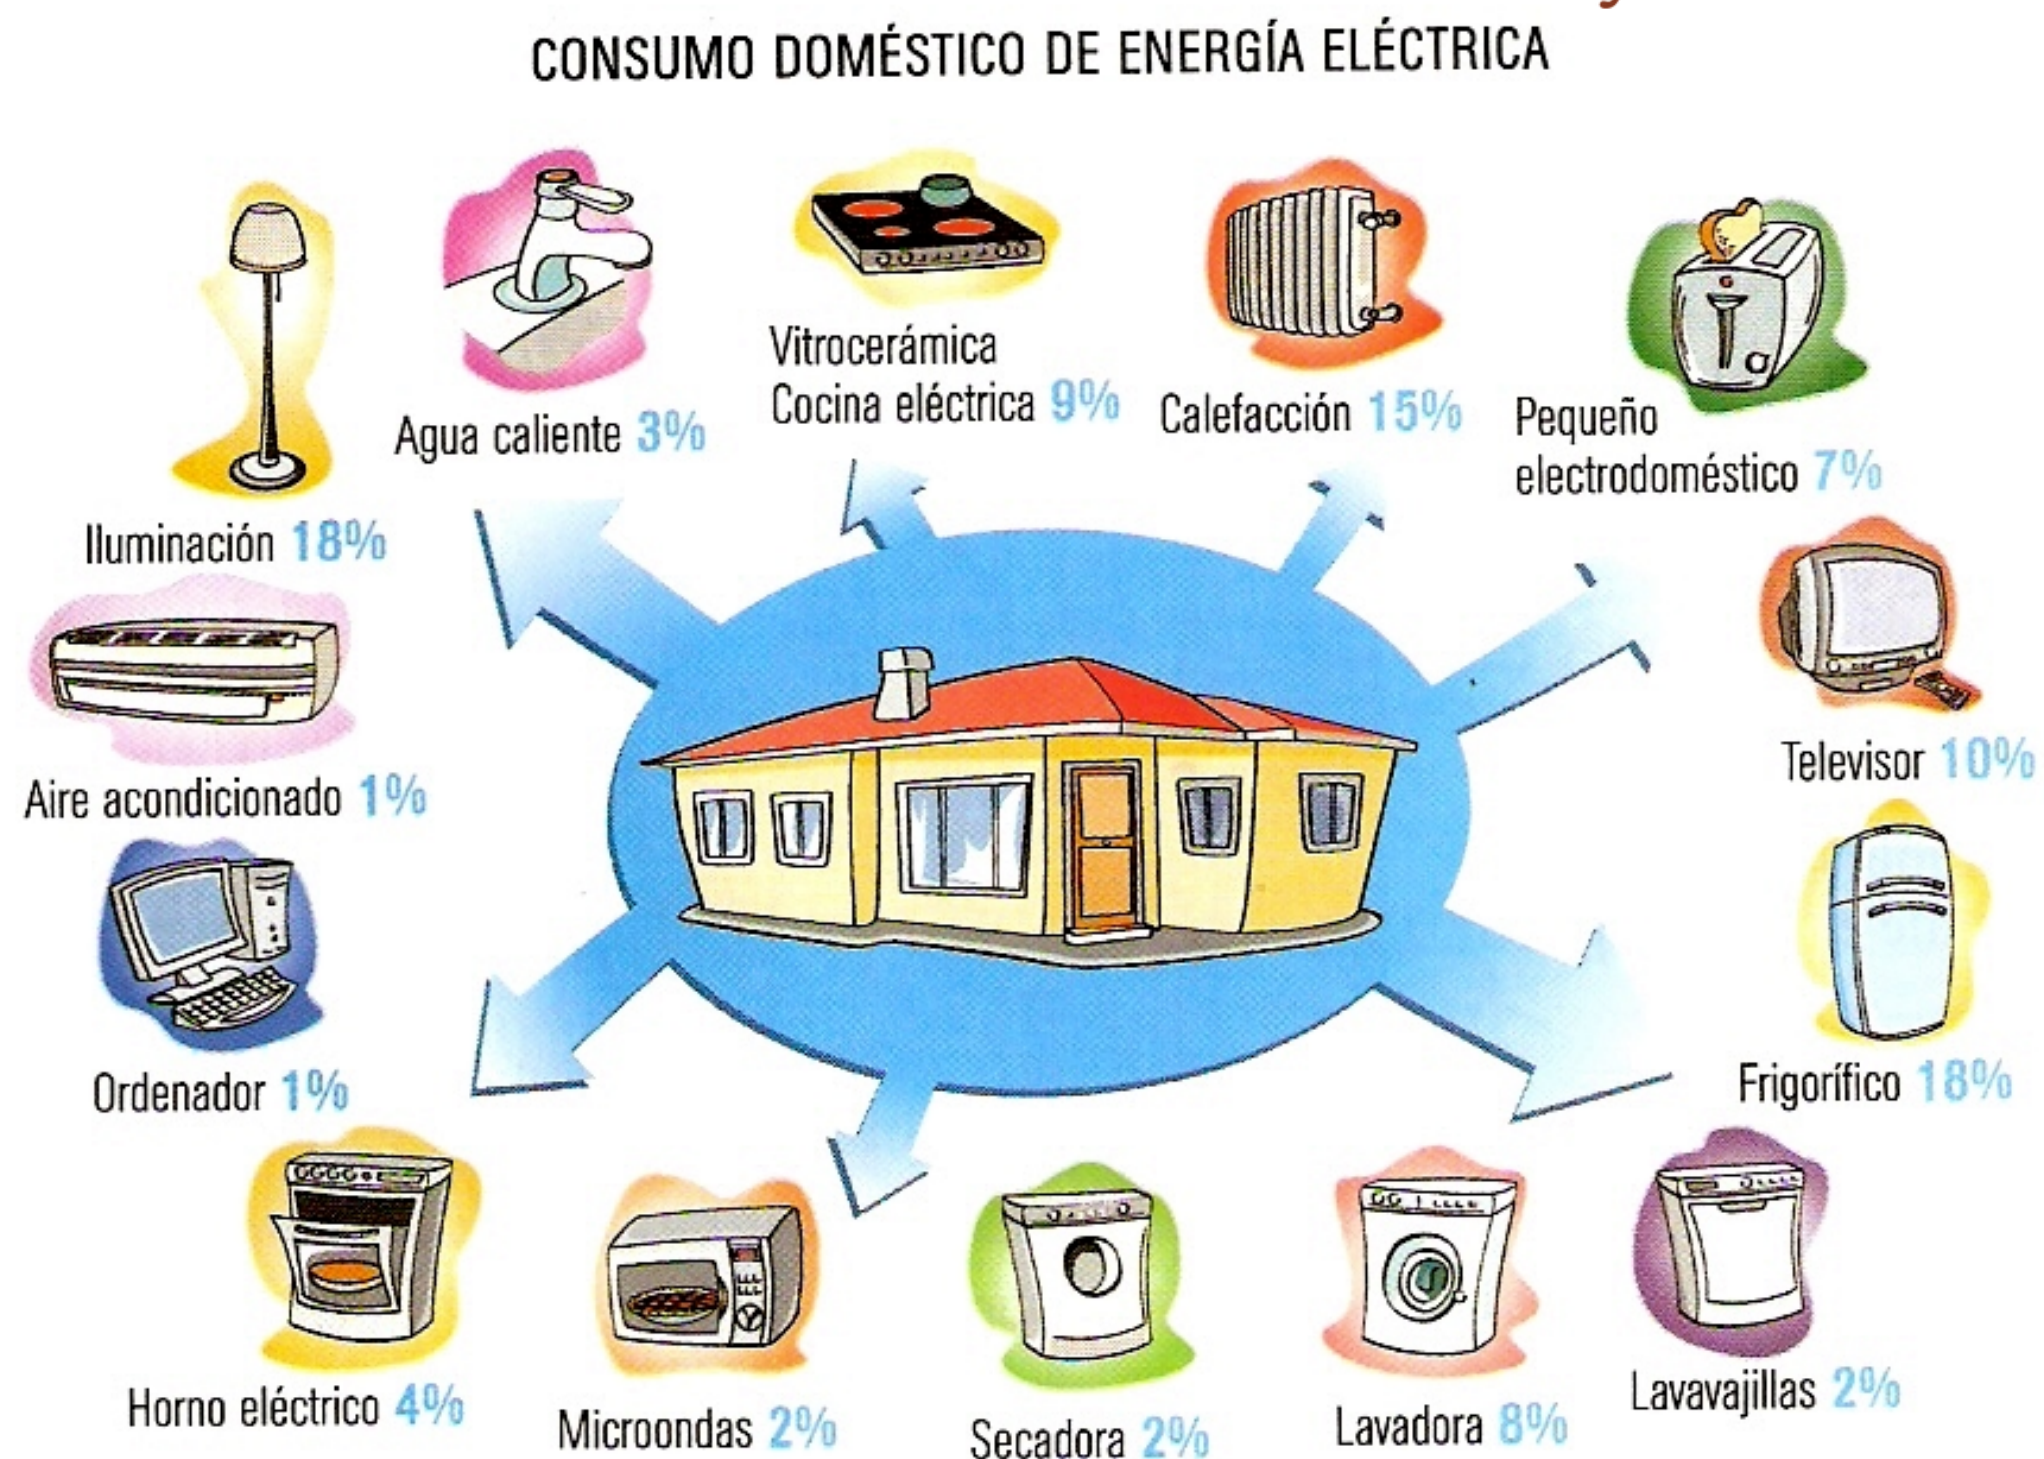 CONSUMO DOMÉSTICO DE ENERGÍA ELÉCTRICA
Iluminación 18%
Agua caliente 3%
Vitrocerámica
Cocina eléctrica 9%
Calefacción 15%
Pequeño
electrodoméstico 7%
Televisor 10%
Aire acondicionado 1%
Ordenador 1%
Frigorífico 18%
Horno eléctrico 4%
Microondas 2%
Secadora 2%
Lavadora 8%
Lavavajillas 2%